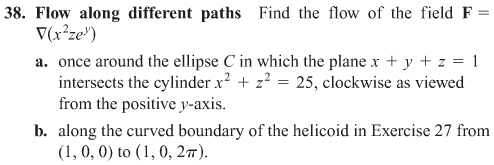 38. Flow along different paths Find the flow of the field F =
∇(x²zeʸ)
a. once around the ellipse C in which the plane x + y + z = 1
intersects the cylinder x² + z² = 25, clockwise as viewed
from the positive y-axis.
b. along the curved boundary of the helicoid in Exercise 27 from
(1, 0, 0) to (1, 0, 2π).